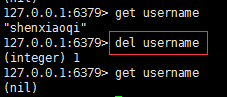 (nil)
127.0.0.1:6379> get username
"shenxiaoqi"
127.0.0.1:6379> del username
(integer) 1
127.0.0.1:6379> get username
(nil)